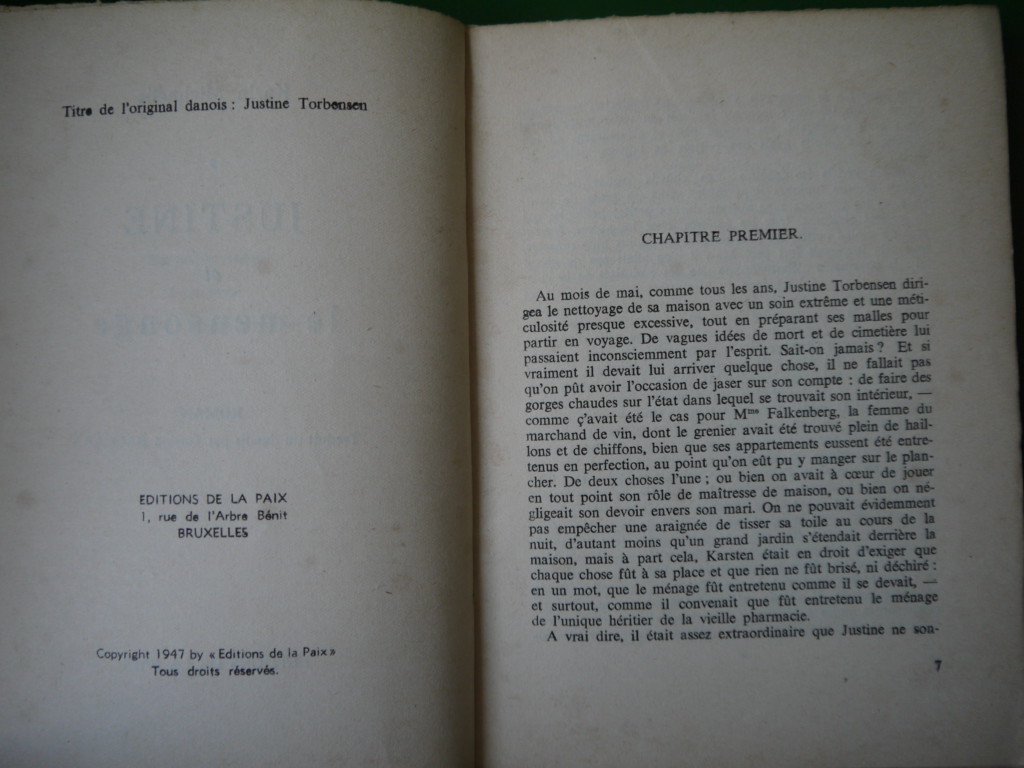 Titre de l'original danois : Justine Torbensen
EDITIONS DE LA PAIX
1, rue de l'Arbre Bénit
BRUXELLES
Copyright 1947 by « Editions de la Paix »
Tous droits réservés.
CHAPITRE PREMIER.
Au mois de mai, comme tous les ans, Justine Torbensen diri-
gea le nettoyage de sa maison avec un soin extrême et une méti-
culosité presque excessive, tout en préparant ses malles pour
partir en voyage. De vagues idées de mort et de cimetière lui
passaient inconsciemment par l'esprit. Sait-on jamais ? Et si
vraiment il devait lui arriver quelque chose, il ne fallait pas
qu'on pût avoir l'occasion de jaser sur son compte : de faire des
gorges chaudes sur l'état dans lequel se trouvait son intérieur, —
comme ç'avait été le cas pour Mme Falkenberg, la femme du
marchand de vin, dont le grenier avait été trouvé plein de hail-
lons et de chiffons, bien que ses appartements eussent été entre-
tenus en perfection, au point qu'on eût pu y manger sur le plan-
cher. De deux choses l'une ; ou bien on avait à cœur de jouer
en tout point son rôle de maîtresse de maison, ou bien on né-
gligeait son devoir envers son mari. On ne pouvait évidemment
pas empêcher une araignée de tisser sa toile au cours de la
nuit, d'autant moins qu'un grand jardin s'étendait derrière la
maison, mais à part cela, Karsten était en droit d'exiger que
chaque chose fût à sa place et que rien ne fût brisé, ni déchiré :
en un mot, que le ménage fût entretenu comme il se devait, —
et surtout, comme il convenait que fût entretenu le ménage
de l'unique héritier de la vieille pharmacie.
A vrai dire, il était assez extraordinaire que Justine ne son-
7